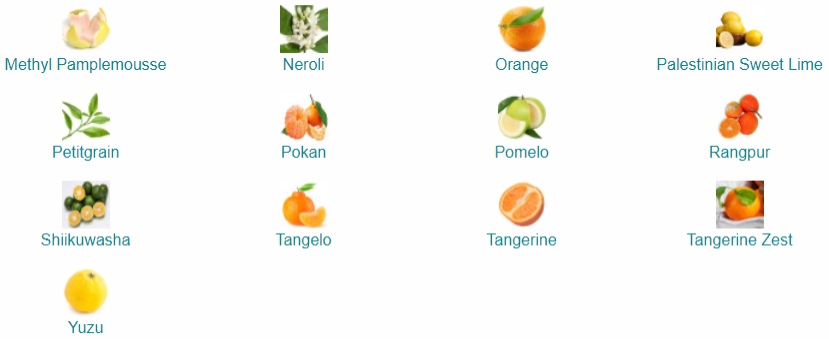 Methyl Pamplemousse
Neroli
Orange
Palestinian Sweet Lime
Petitgrain
Pokan
Pomelo
Rangpur
Shiikuwasha
Tangelo
Tangerine
Tangerine Zest
Yuzu